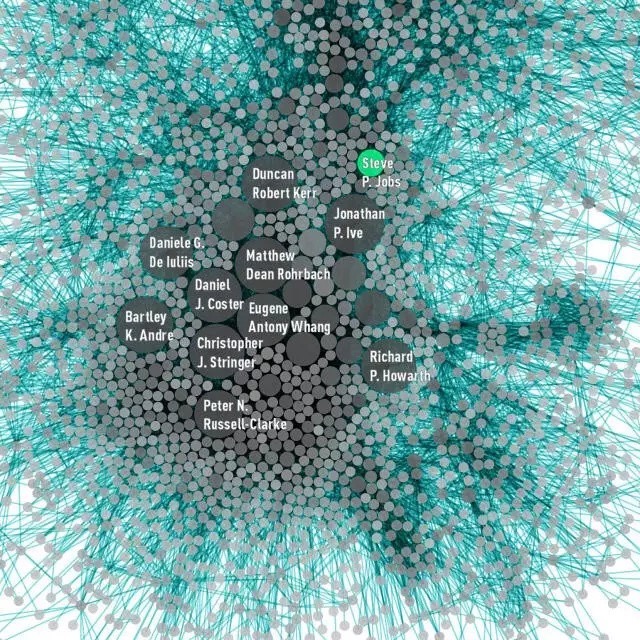 Steve
P. Jobs
Duncan
Robert Kerr
Jonathan
P. Ive
Daniele G.
De Iuliis
Matthew
Dean Rohrbach
Daniel
J. Coster
Eugene
Antony Whang
Bartley
K. Andre
Christopher
J. Stringer
Richard
P. Howarth
Peter N.
Russell-Clarke